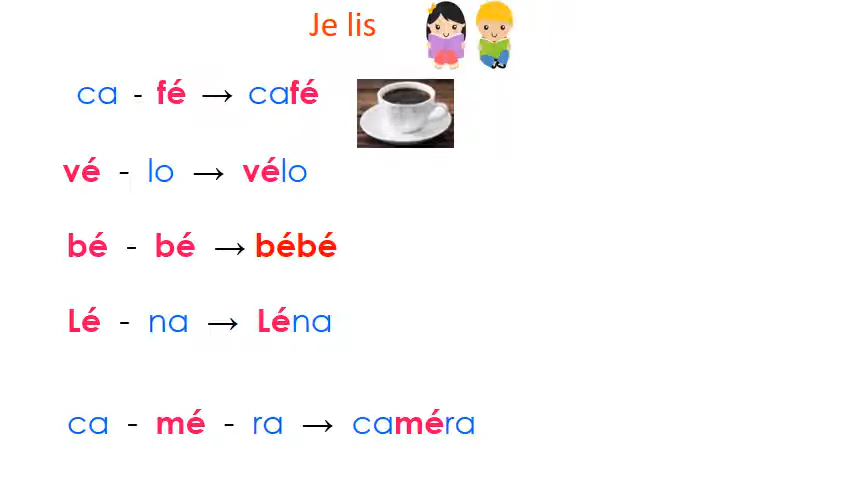 Je lis
ca - fé → café
vé - lo → vélo
bé - bé → bébé
Lé - na → Léna
ca - mé - ra → caméra